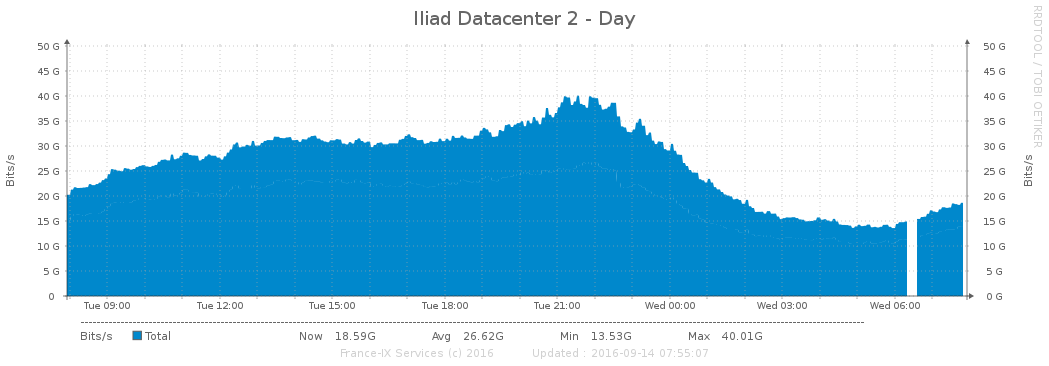 Iliad Datacenter 2 - Day
RRDTOOL / TOBI OETIKER
Bits/s
50 G
45 G
40 G
35 G
30 G
25 G
20 G
15 G
10 G
5 G
0
50 G
45 G
40 G
35 G
30 G
25 G
20 G
15 G
10 G
5 G
0 G
Bits/s
Tue 09:00 Tue 12:00 Tue 15:00 Tue 18:00 Tue 21:00 Wed 00:00 Wed 03:00 Wed 06:00
Bits/s Total Now 18.59G Avg 26.62G Min 13.53G Max 40.01G
France-IX Services (c) 2016 Updated : 2016-09-14 07:55:07